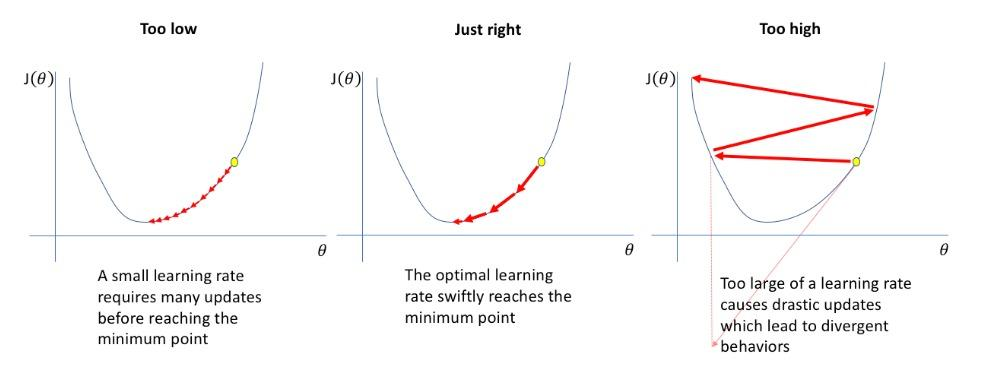 Too low
Just right
Too high
J(θ)
J(θ)
J(θ)
θ
θ
θ
A small learning rate
requires many updates
before reaching the
minimum point
The optimal learning
rate swiftly reaches the
minimum point
Too large of a learning rate
causes drastic updates
which lead to divergent
behaviors